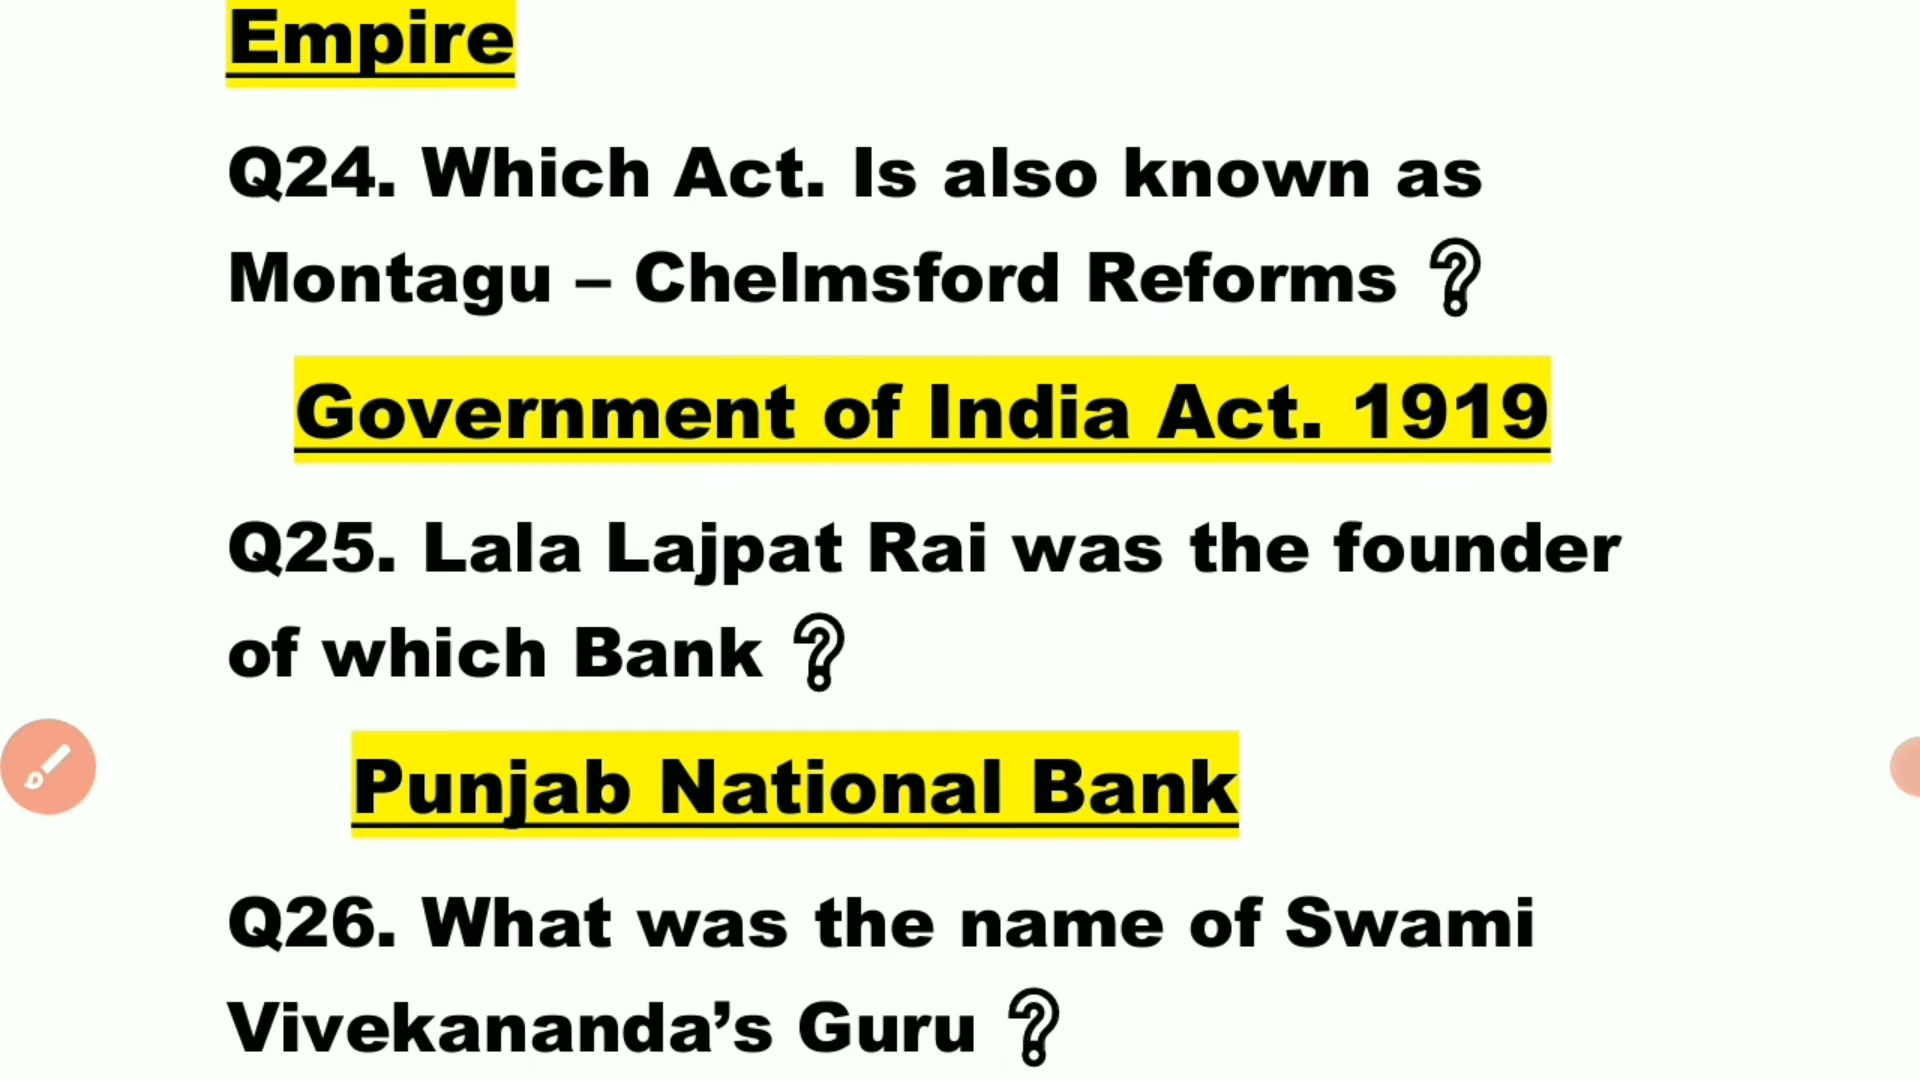 Empire
Q24. Which Act. Is also known as
Montagu – Chelmsford Reforms ?
Government of India Act. 1919
Q25. Lala Lajpat Rai was the founder
of which Bank ?
Punjab National Bank
Q26. What was the name of Swami
Vivekananda’s Guru ?